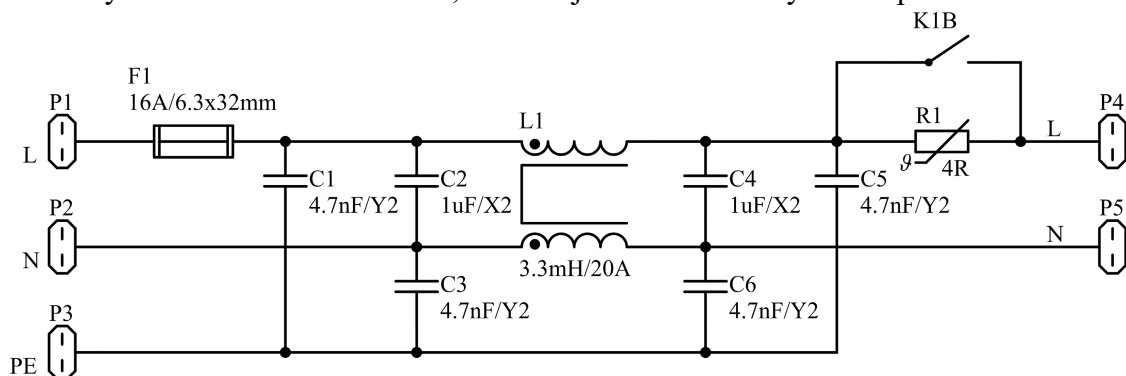 K1B
F1
16A/6.3x32mm
P1
L1
R1
P4
L
L
ϑ
4R
C1
4.7nF/Y2
C2
1uF/X2
C4
1uF/X2
C5
4.7nF/Y2
P2
P5
N
N
3.3mH/20A
C3
4.7nF/Y2
C6
4.7nF/Y2
P3
PE